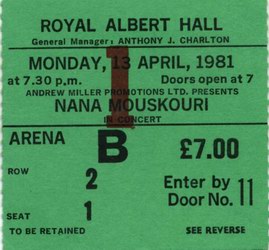 ROYAL ALBERT HALL
General Manager: ANTHONY J. CHARLTON
MONDAY, 13 APRIL, 1981
at 7.30 p.m. Doors open at 7
ANDREW MILLER PROMOTIONS LTD. PRESENTS
NANA MOUSKOURI
IN CONCERT
1
ARENA B £7.00
ROW 2
Enter by
Door No. 11
SEAT 1
TO BE RETAINED SEE REVERSE